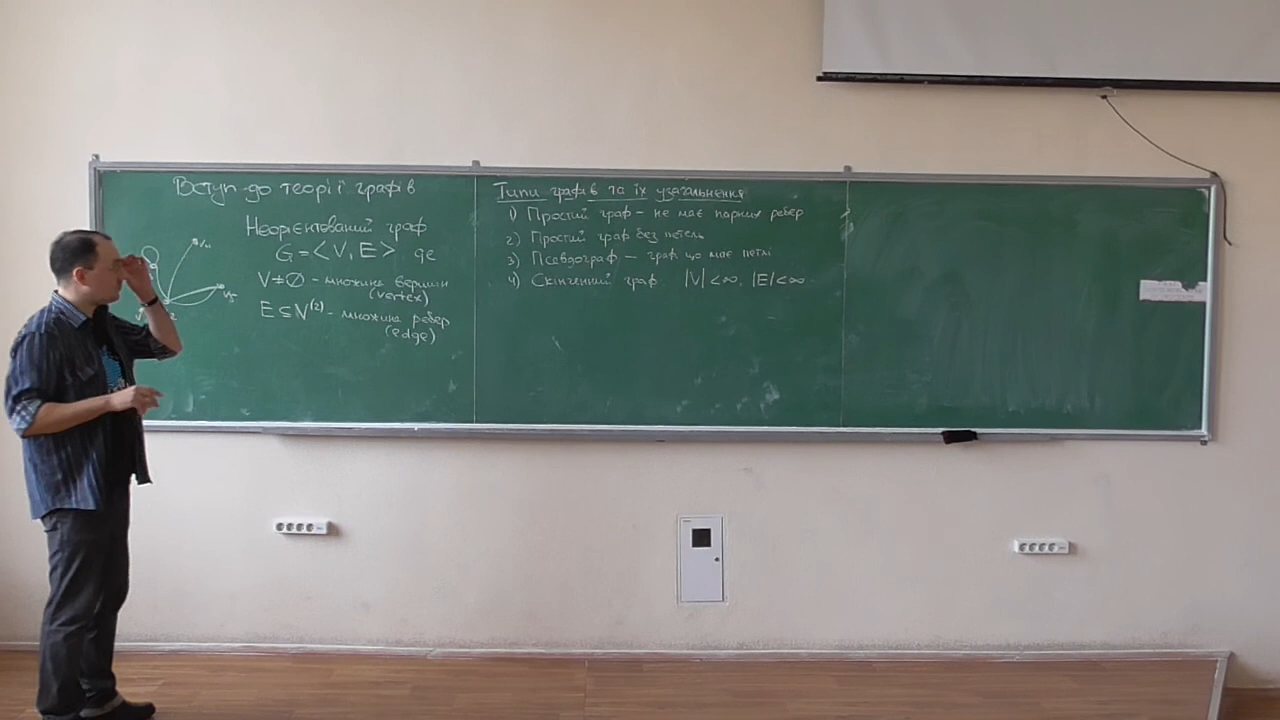 Вступ до теорії графів
Неорієнтований граф
G = <V, E> де
V ≠ ∅ - множина вершин
(vertex)
E ⊆ V⁽²⁾ - множина ребер
(edge)
Типи графів та їх узагальнення
1) Простий граф - не має парних ребер
2) Простий граф без петель
3) Псевдограф - граф що має петлі
4) Скінченний граф |V| < ∞, |E| < ∞